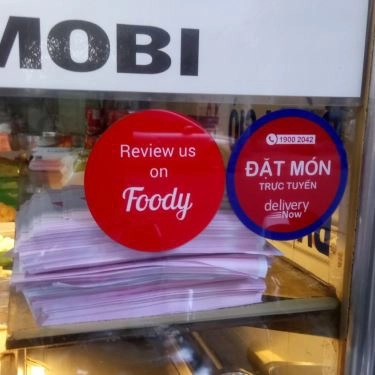 MOBI
Review us
on
Foody
1900 2042
ĐẶT MÓN
TRỰC TUYẾN
delivery
Now